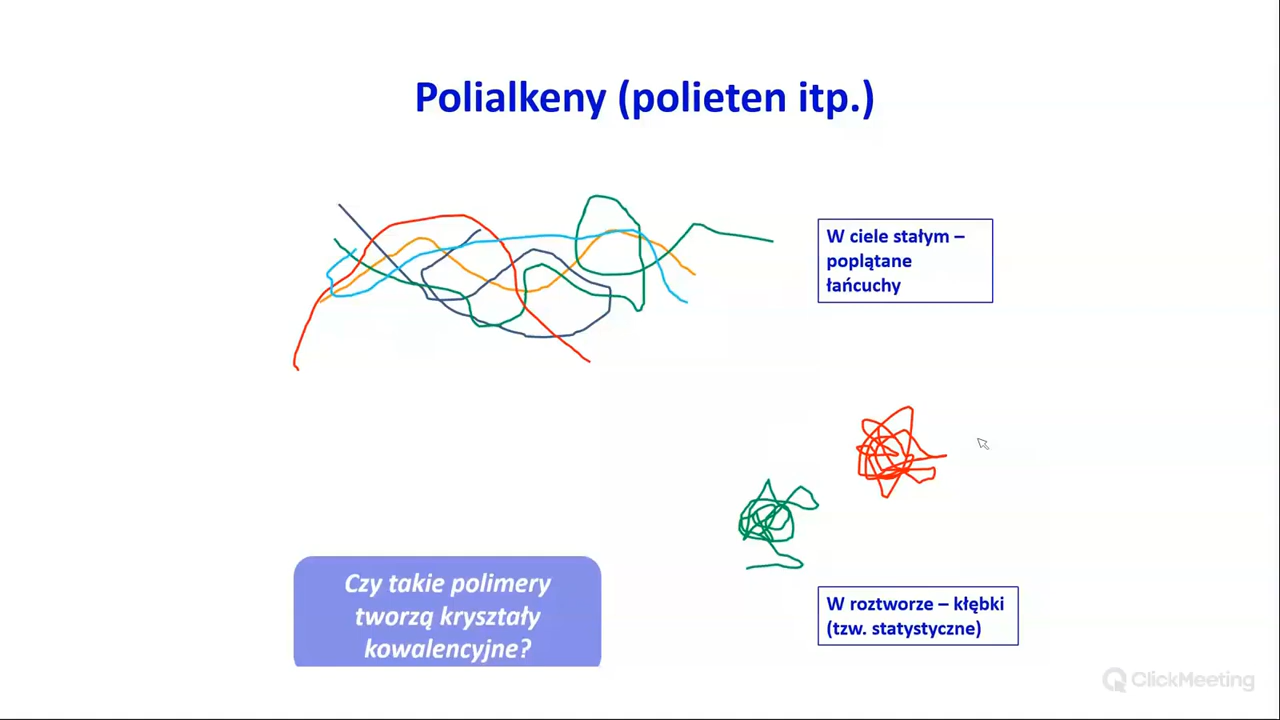 Polialkeny (polieten itp.)
W ciele stałym –
poplątane
łańcuchy
Czy takie polimery
tworzą kryształy
kowalencyjne?
W roztworze – kłębki
(tzw. statystyczne)
ClickMeeting